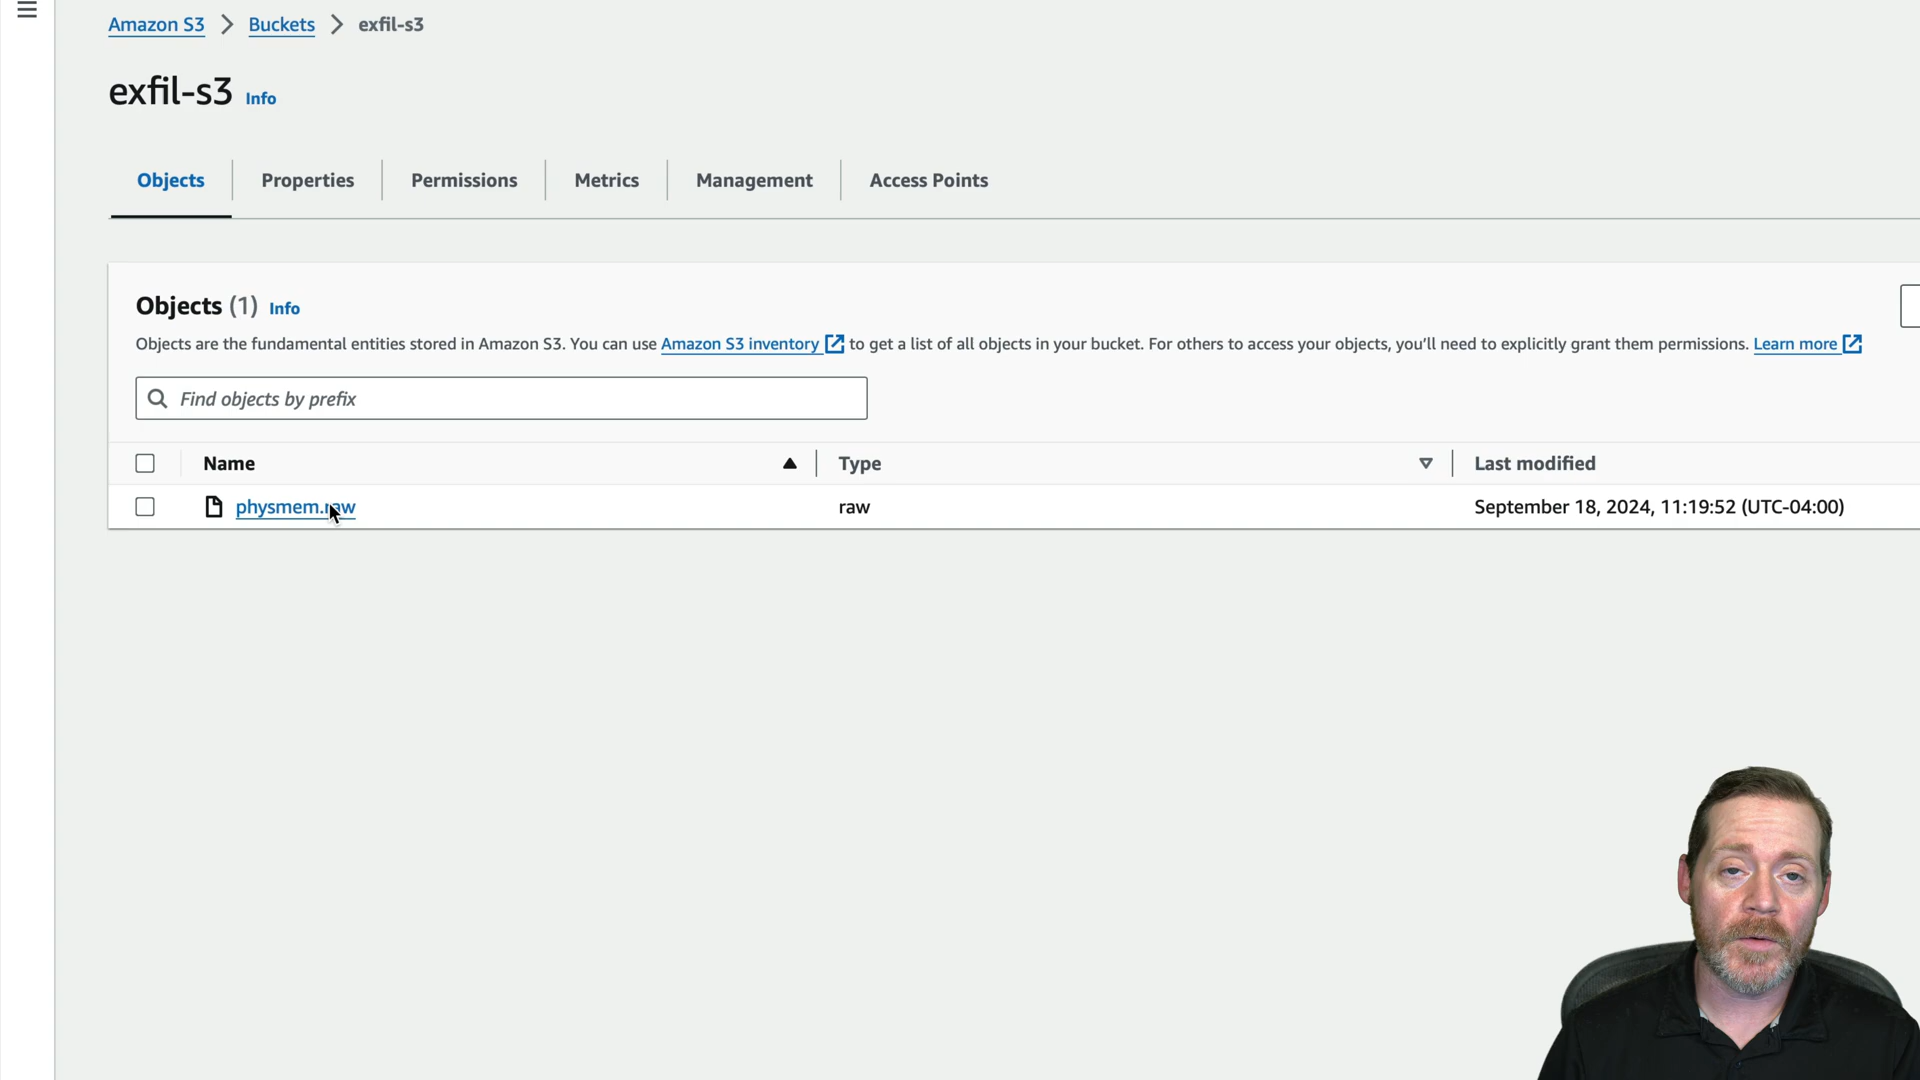 Amazon S3 > Buckets > exfil-s3
exfil-s3 Info
Objects Properties Permissions Metrics Management Access Points
Objects (1) Info
Objects are the fundamental entities stored in Amazon S3. You can use Amazon S3 inventory to get a list of all objects in your bucket. For others to access your objects, you'll need to explicitly grant them permissions. Learn more
Find objects by prefix
Name Type Last modified
physmem.raw raw September 18, 2024, 11:19:52 (UTC-04:00)